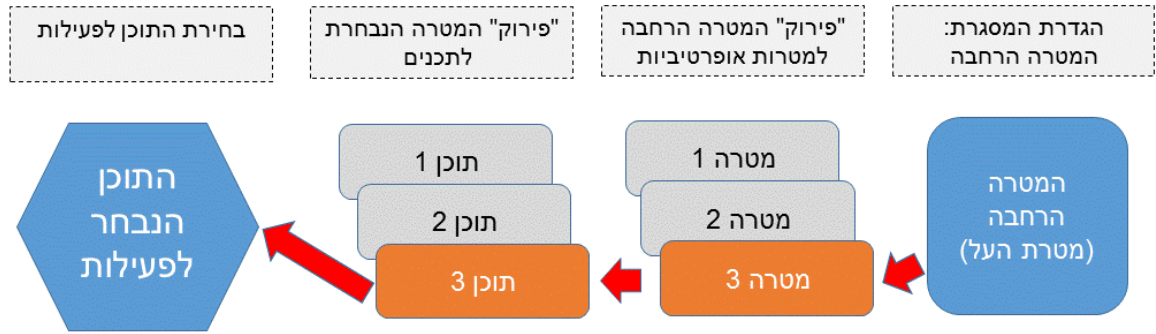 הגדרת המסגרת:
המטרה הרחבה
"פירוק" המטרה הרחבה
למטרות אופרטיביות
"פירוק" המטרה הנבחרת
לתכנים
בחירת התוכן לפעילות
המטרה
הרחבה
(מטרת העל)
מטרה 1
מטרה 2
מטרה 3
תוכן 1
תוכן 2
תוכן 3
התוכן
הנבחר
לפעילות